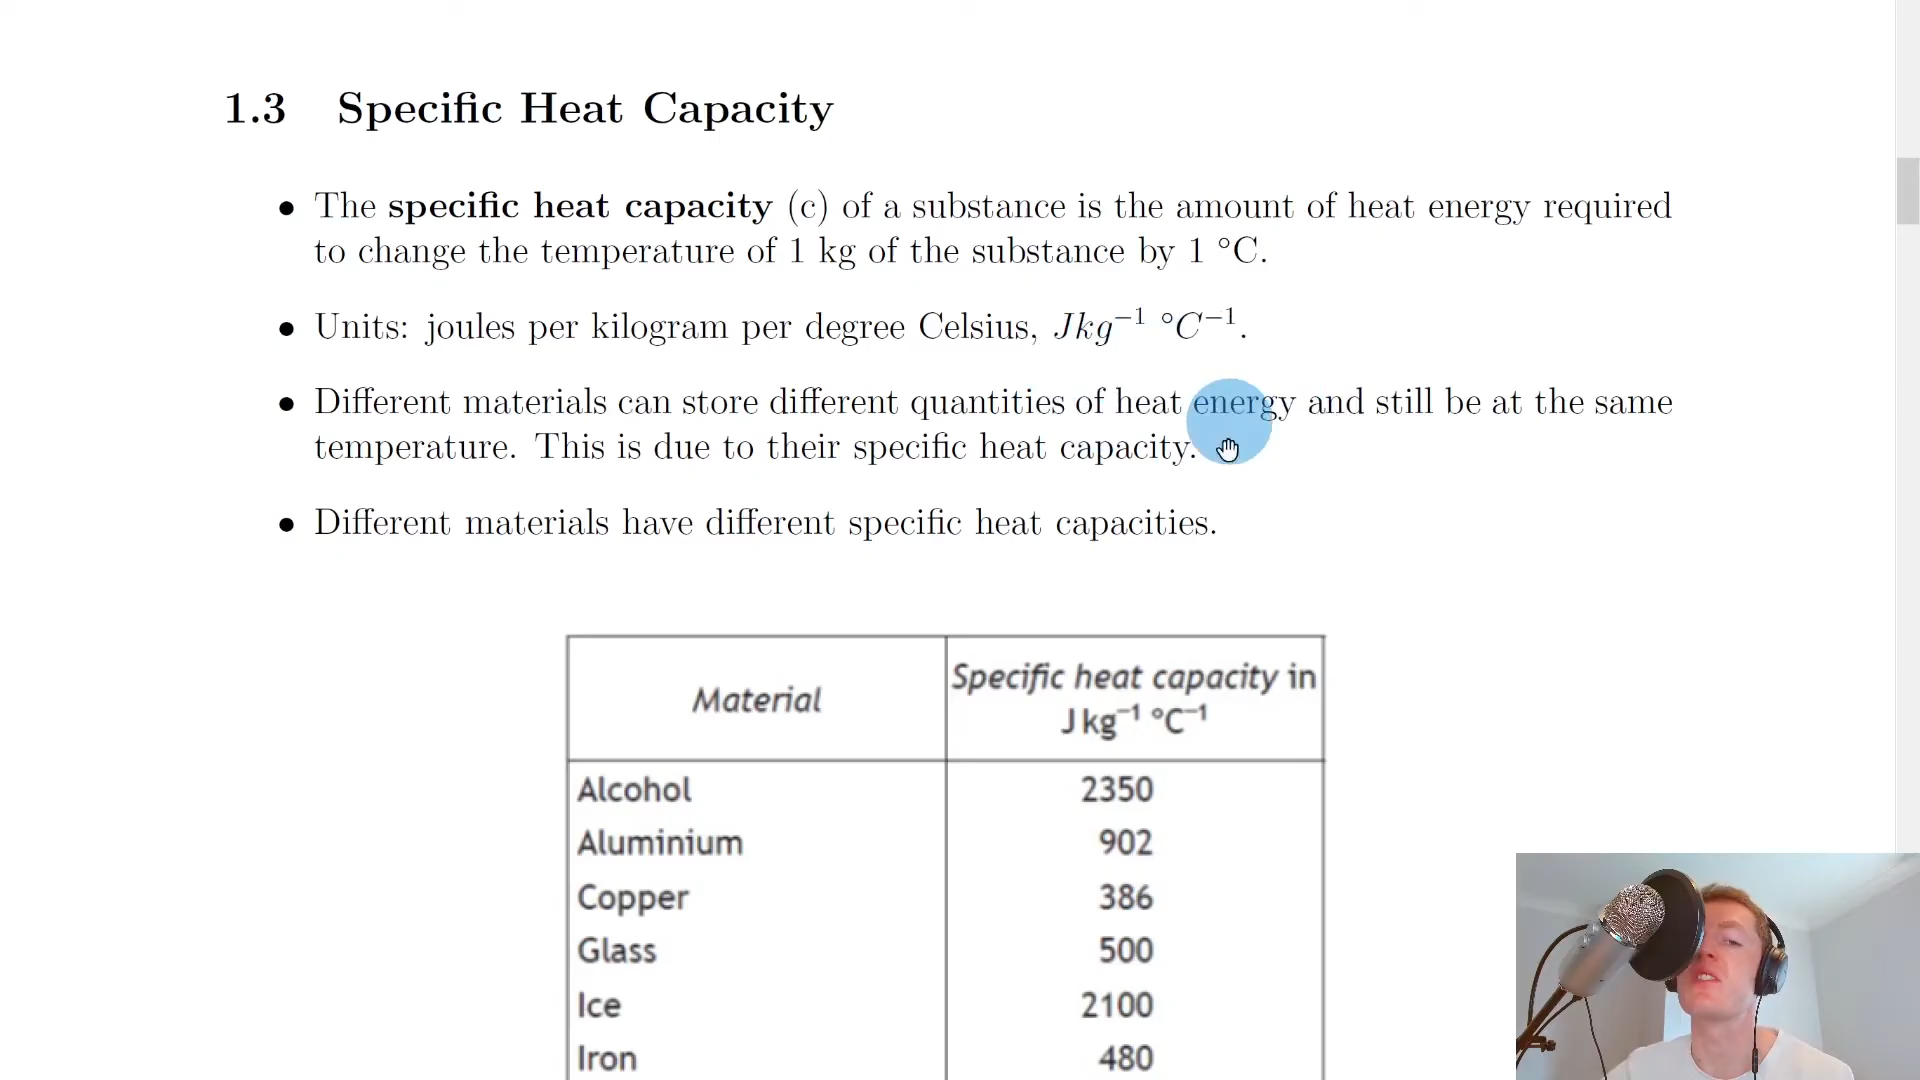 1.3 Specific Heat Capacity
• The specific heat capacity (c) of a substance is the amount of heat energy required
to change the temperature of 1 kg of the substance by 1 °C.
• Units: joules per kilogram per degree Celsius, Jkg⁻¹ °C⁻¹.
• Different materials can store different quantities of heat energy and still be at the same
temperature. This is due to their specific heat capacity.
• Different materials have different specific heat capacities.
Material
Specific heat capacity in
J kg⁻¹ °C⁻¹
Alcohol 2350
Aluminium 902
Copper 386
Glass 500
Ice 2100
Iron 480